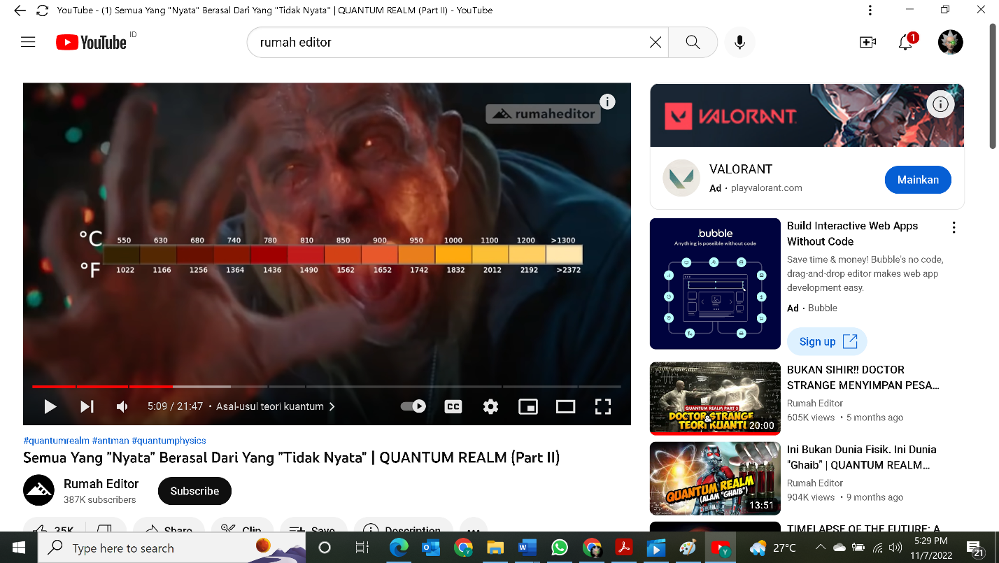 YouTube - (1) Semua Yang "Nyata" Berasal Dari Yang "Tidak Nyata" | QUANTUM REALM (Part II) - YouTube
YouTube ID
rumah editor
1
rumaheditor
°C 550 630 680 740 780 810 850 900 950 1000 1100 1200 >1300
°F 1022 1166 1256 1364 1436 1490 1562 1652 1742 1832 2012 2192 >2372
5:09 / 21:47 • Asal-usul teori kuantum
CC
#quantumrealm #antman #quantumphysics
Semua Yang "Nyata" Berasal Dari Yang "Tidak Nyata" | QUANTUM REALM (Part II)
Rumah Editor
387K subscribers
Subscribe
35K
Share
Clip
Save
Description
VALORANT
VALORANT
Ad • playvalorant.com
Mainkan
.bubble
Anything is possible without code
Build Interactive Web Apps
Without Code
Save time & money! Bubble's no code,
drag-and-drop editor makes web app
development easy.
Ad • Bubble
Sign up
QUANTUM REALM PART 3
DOCTOR STRANGE
&
TEORI KUANT
20:00
BUKAN SIHIR!! DOCTOR
STRANGE MENYIMPAN PESA...
Rumah Editor
605K views • 5 months ago
QUANTUM REALM
(ALAM "GHAIB")
13:51
Ini Bukan Dunia Fisik. Ini Dunia
"Ghaib" | QUANTUM REALM...
Rumah Editor
904K views • 9 months ago
TIMELAPSE OF THE FUTURE: A
Type here to search
27°C
5:29 PM
11/7/2022
21